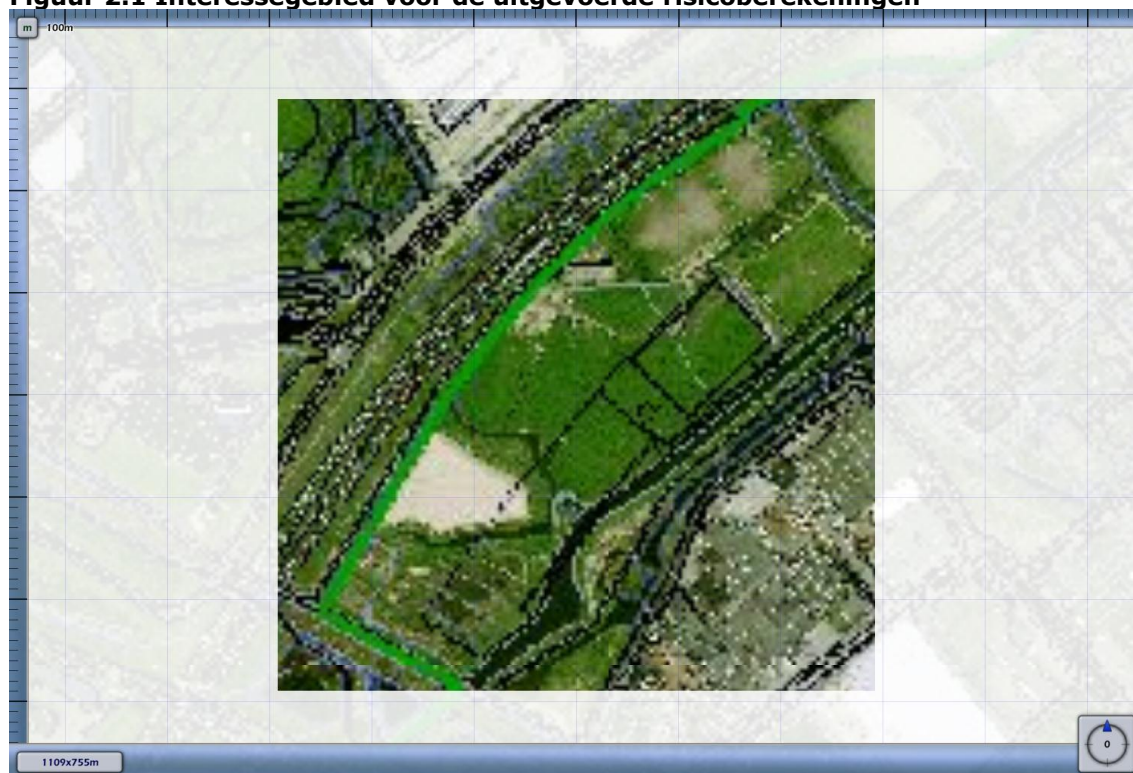 Figuur 2.1 Interessegebied voor de uitgevoerde risicoberekeningen
m 100m
1109x755m
0